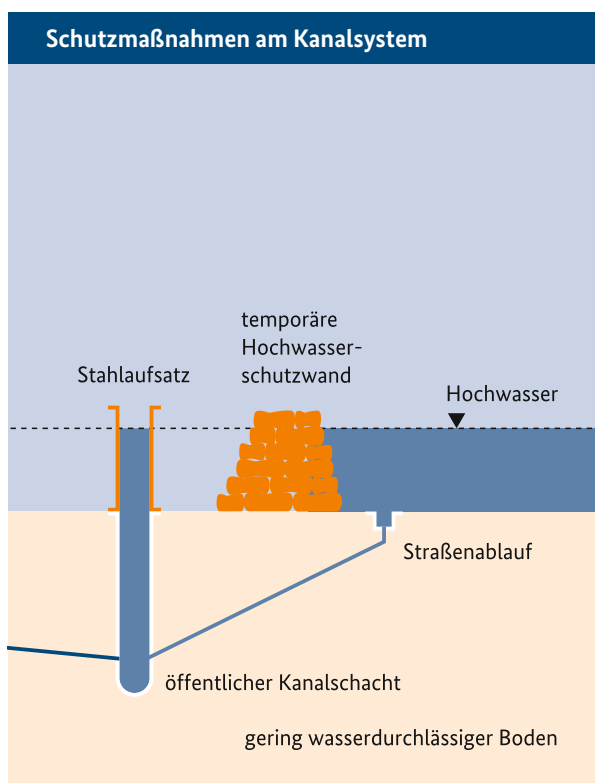 Schutzmaßnahmen am Kanalsystem
temporäre
Hochwasser-
schutzwand
Stahlaufsatz
Hochwasser
Straßenablauf
öffentlicher Kanalschacht
gering wasserdurchlässiger Boden